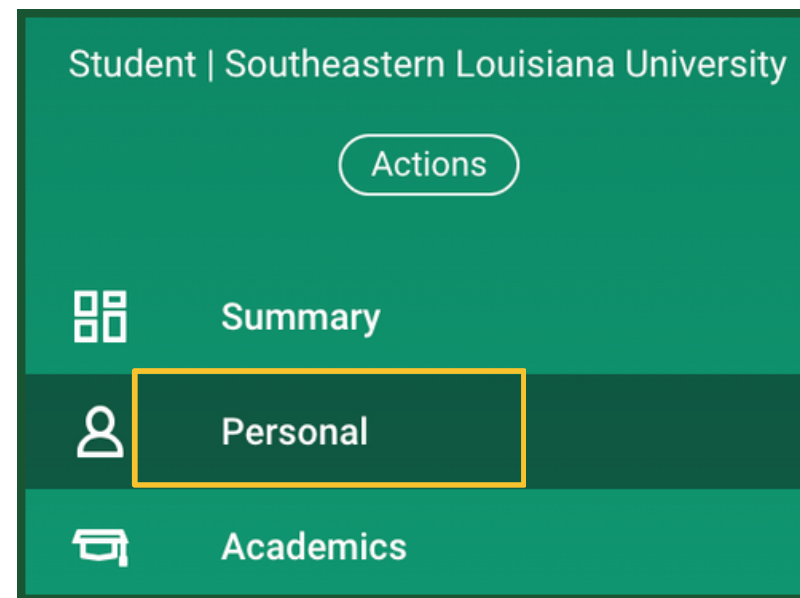 Student | Southeastern Louisiana University
Actions
Summary
Personal
Academics